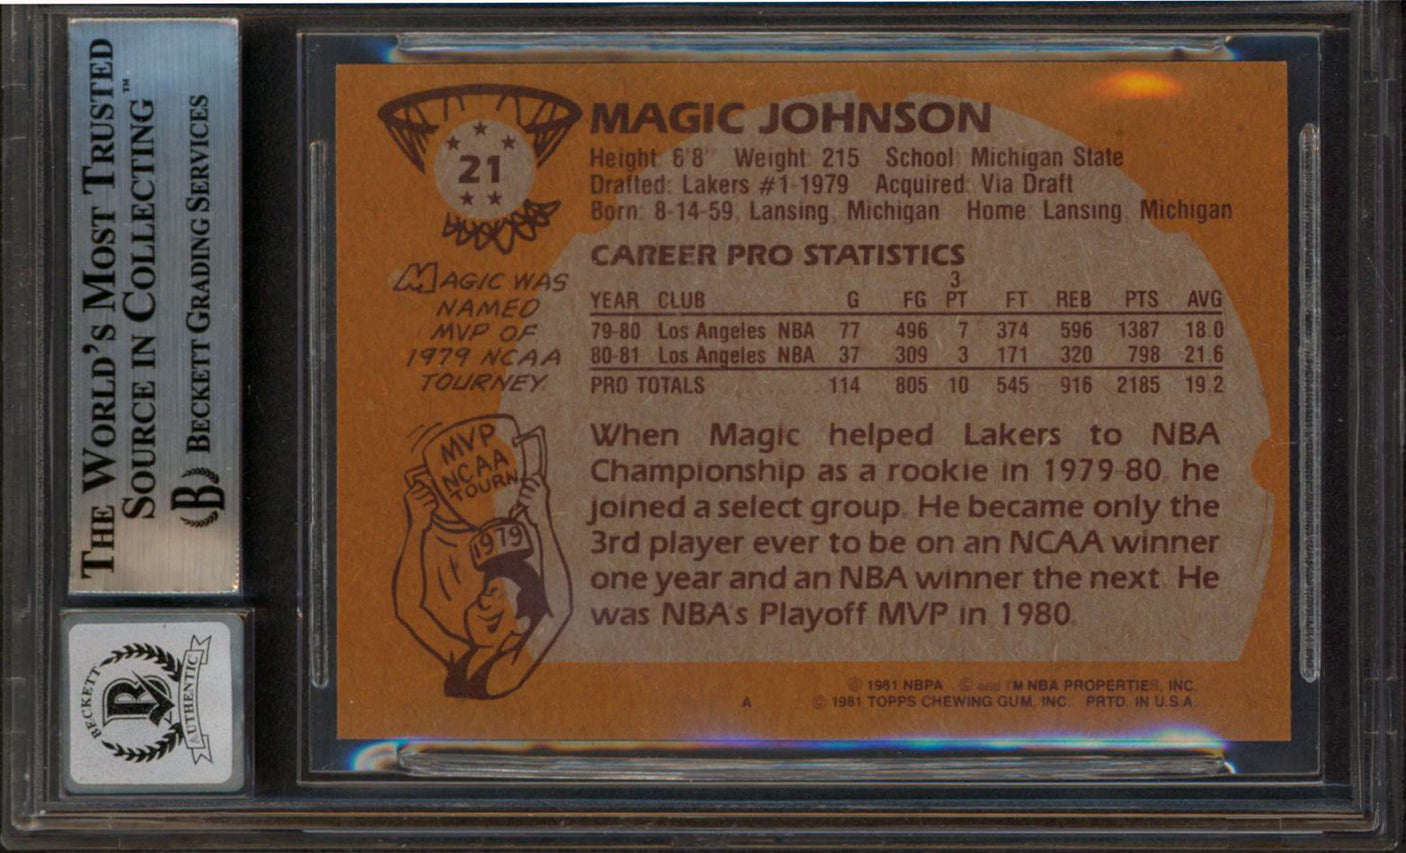 THE WORLD'S MOST TRUSTED
SOURCE IN COLLECTING™
BECKETT GRADING SERVICES
B
BECKETT
B
AUTHENTIC
21
MAGIC JOHNSON
Height: 6'8" Weight: 215 School: Michigan State
Drafted: Lakers #1-1979 Acquired: Via Draft
Born: 8-14-59, Lansing, Michigan Home: Lansing, Michigan
MAGIC WAS
NAMED
MVP OF
1979 NCAA
TOURNEY.
MVP
NCAA
TOURN.
1979
CAREER PRO STATISTICS
YEAR CLUB G FG 3 PT FT REB PTS AVG
79-80 Los Angeles NBA 77 496 7 374 596 1387 18.0
80-81 Los Angeles NBA 37 309 3 171 320 798 21.6
PRO TOTALS 114 805 10 545 916 2185 19.2
When Magic helped Lakers to NBA
Championship as a rookie in 1979-80, he
joined a select group. He became only the
3rd player ever to be on an NCAA winner
one year and an NBA winner the next. He
was NBA's Playoff MVP in 1980.
© 1981 NBPA © and TM NBA PROPERTIES, INC.
A © 1981 TOPPS CHEWING GUM, INC. PRTD. IN U.S.A.